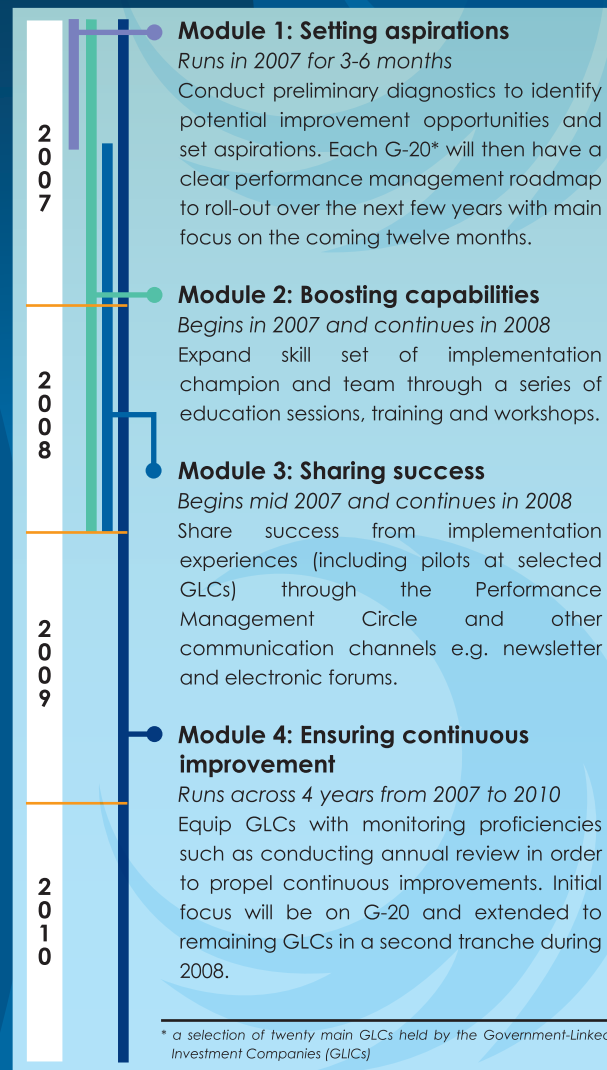 2007
Module 1: Setting aspirations
Runs in 2007 for 3-6 months
Conduct preliminary diagnostics to identify
potential improvement opportunities and
set aspirations. Each G-20* will then have a
clear performance management roadmap
to roll-out over the next few years with main
focus on the coming twelve months.
Module 2: Boosting capabilities
Begins in 2007 and continues in 2008
Expand skill set of implementation
champion and team through a series of
education sessions, training and workshops.
2008
Module 3: Sharing success
Begins mid 2007 and continues in 2008
Share success from implementation
experiences (including pilots at selected
GLCs) through the Performance
Management Circle and other
communication channels e.g. newsletter
and electronic forums.
2009
Module 4: Ensuring continuous
improvement
Runs across 4 years from 2007 to 2010
Equip GLCs with monitoring proficiencies
such as conducting annual review in order
to propel continuous improvements. Initial
focus will be on G-20 and extended to
remaining GLCs in a second tranche during
2008.
2010
* a selection of twenty main GLCs held by the Government-Linked
Investment Companies (GLICs)